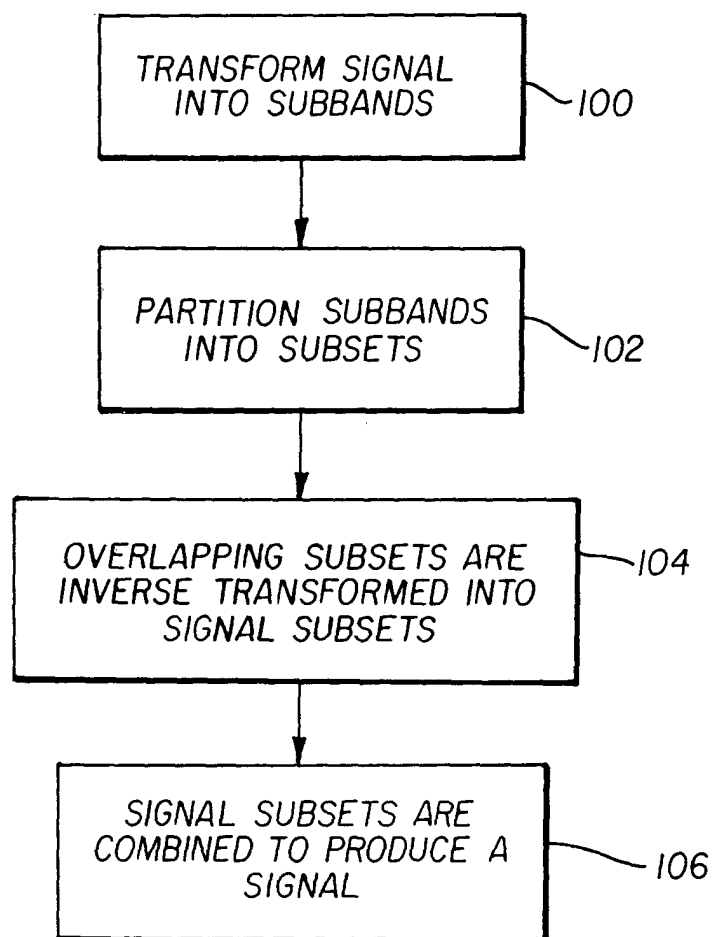 TRANSFORM SIGNAL
INTO SUBBANDS
100
PARTITION SUBBANDS
INTO SUBSETS
102
OVERLAPPING SUBSETS ARE
INVERSE TRANSFORMED INTO
SIGNAL SUBSETS
104
SIGNAL SUBSETS ARE
COMBINED TO PRODUCE A
SIGNAL
106